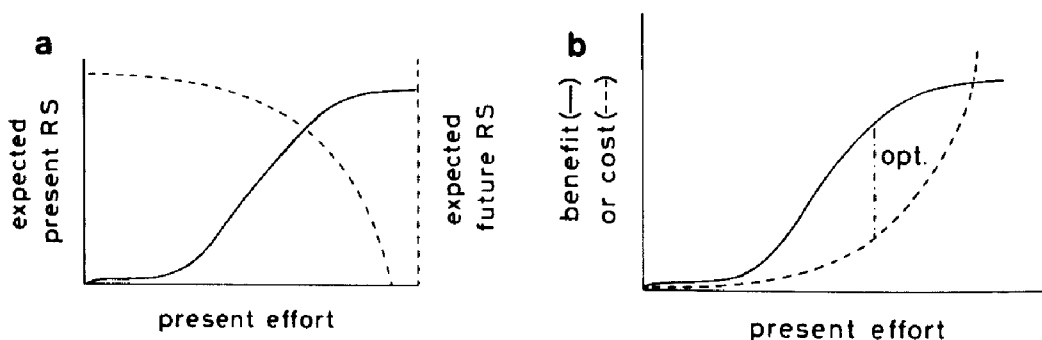 a
expected
present RS
present effort
expected
future RS
b
benefit(—)
or cost(---)
opt.
present effort